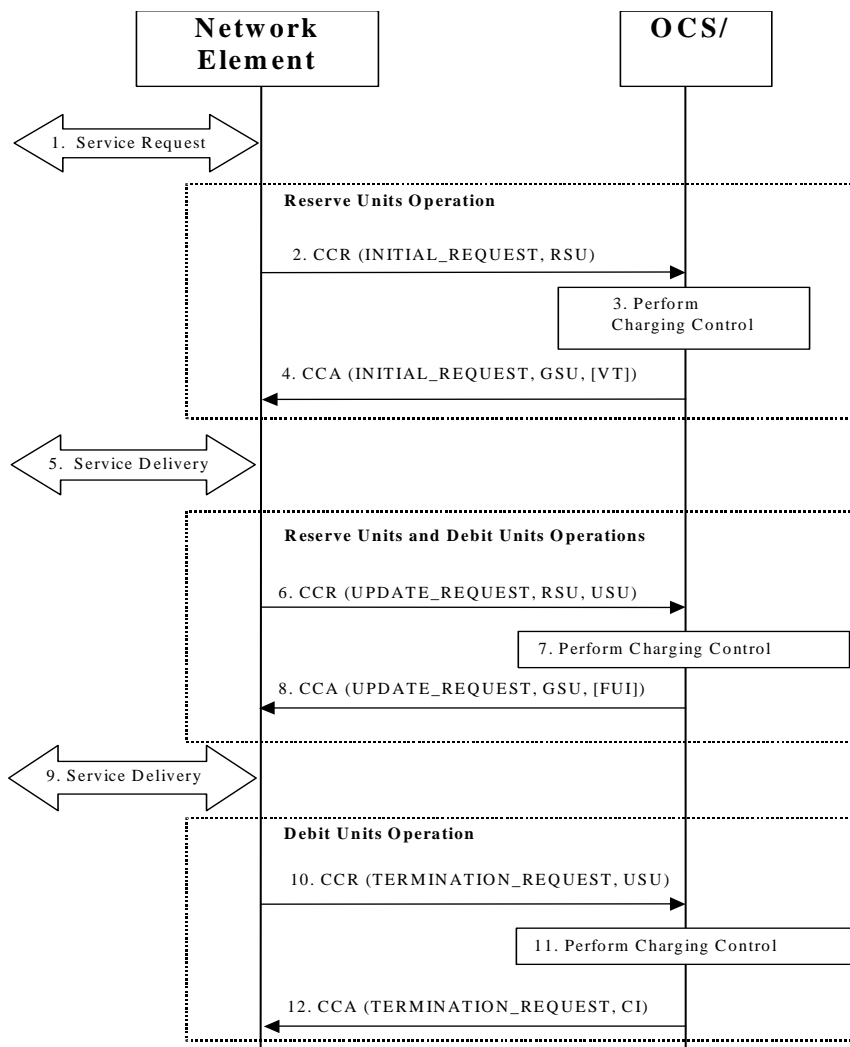 Network
Element
OCS/
1. Service Request
Reserve Units Operation
2. CCR (INITIAL_REQUEST, RSU)
3. Perform
Charging Control
4. CCA (INITIAL_REQUEST, GSU, [VT])
5. Service Delivery
Reserve Units and Debit Units Operations
6. CCR (UPDATE_REQUEST, RSU, USU)
7. Perform Charging Control
8. CCA (UPDATE_REQUEST, GSU, [FUI])
9. Service Delivery
Debit Units Operation
10. CCR (TERMINATION_REQUEST, USU)
11. Perform Charging Control
12. CCA (TERMINATION_REQUEST, CI)